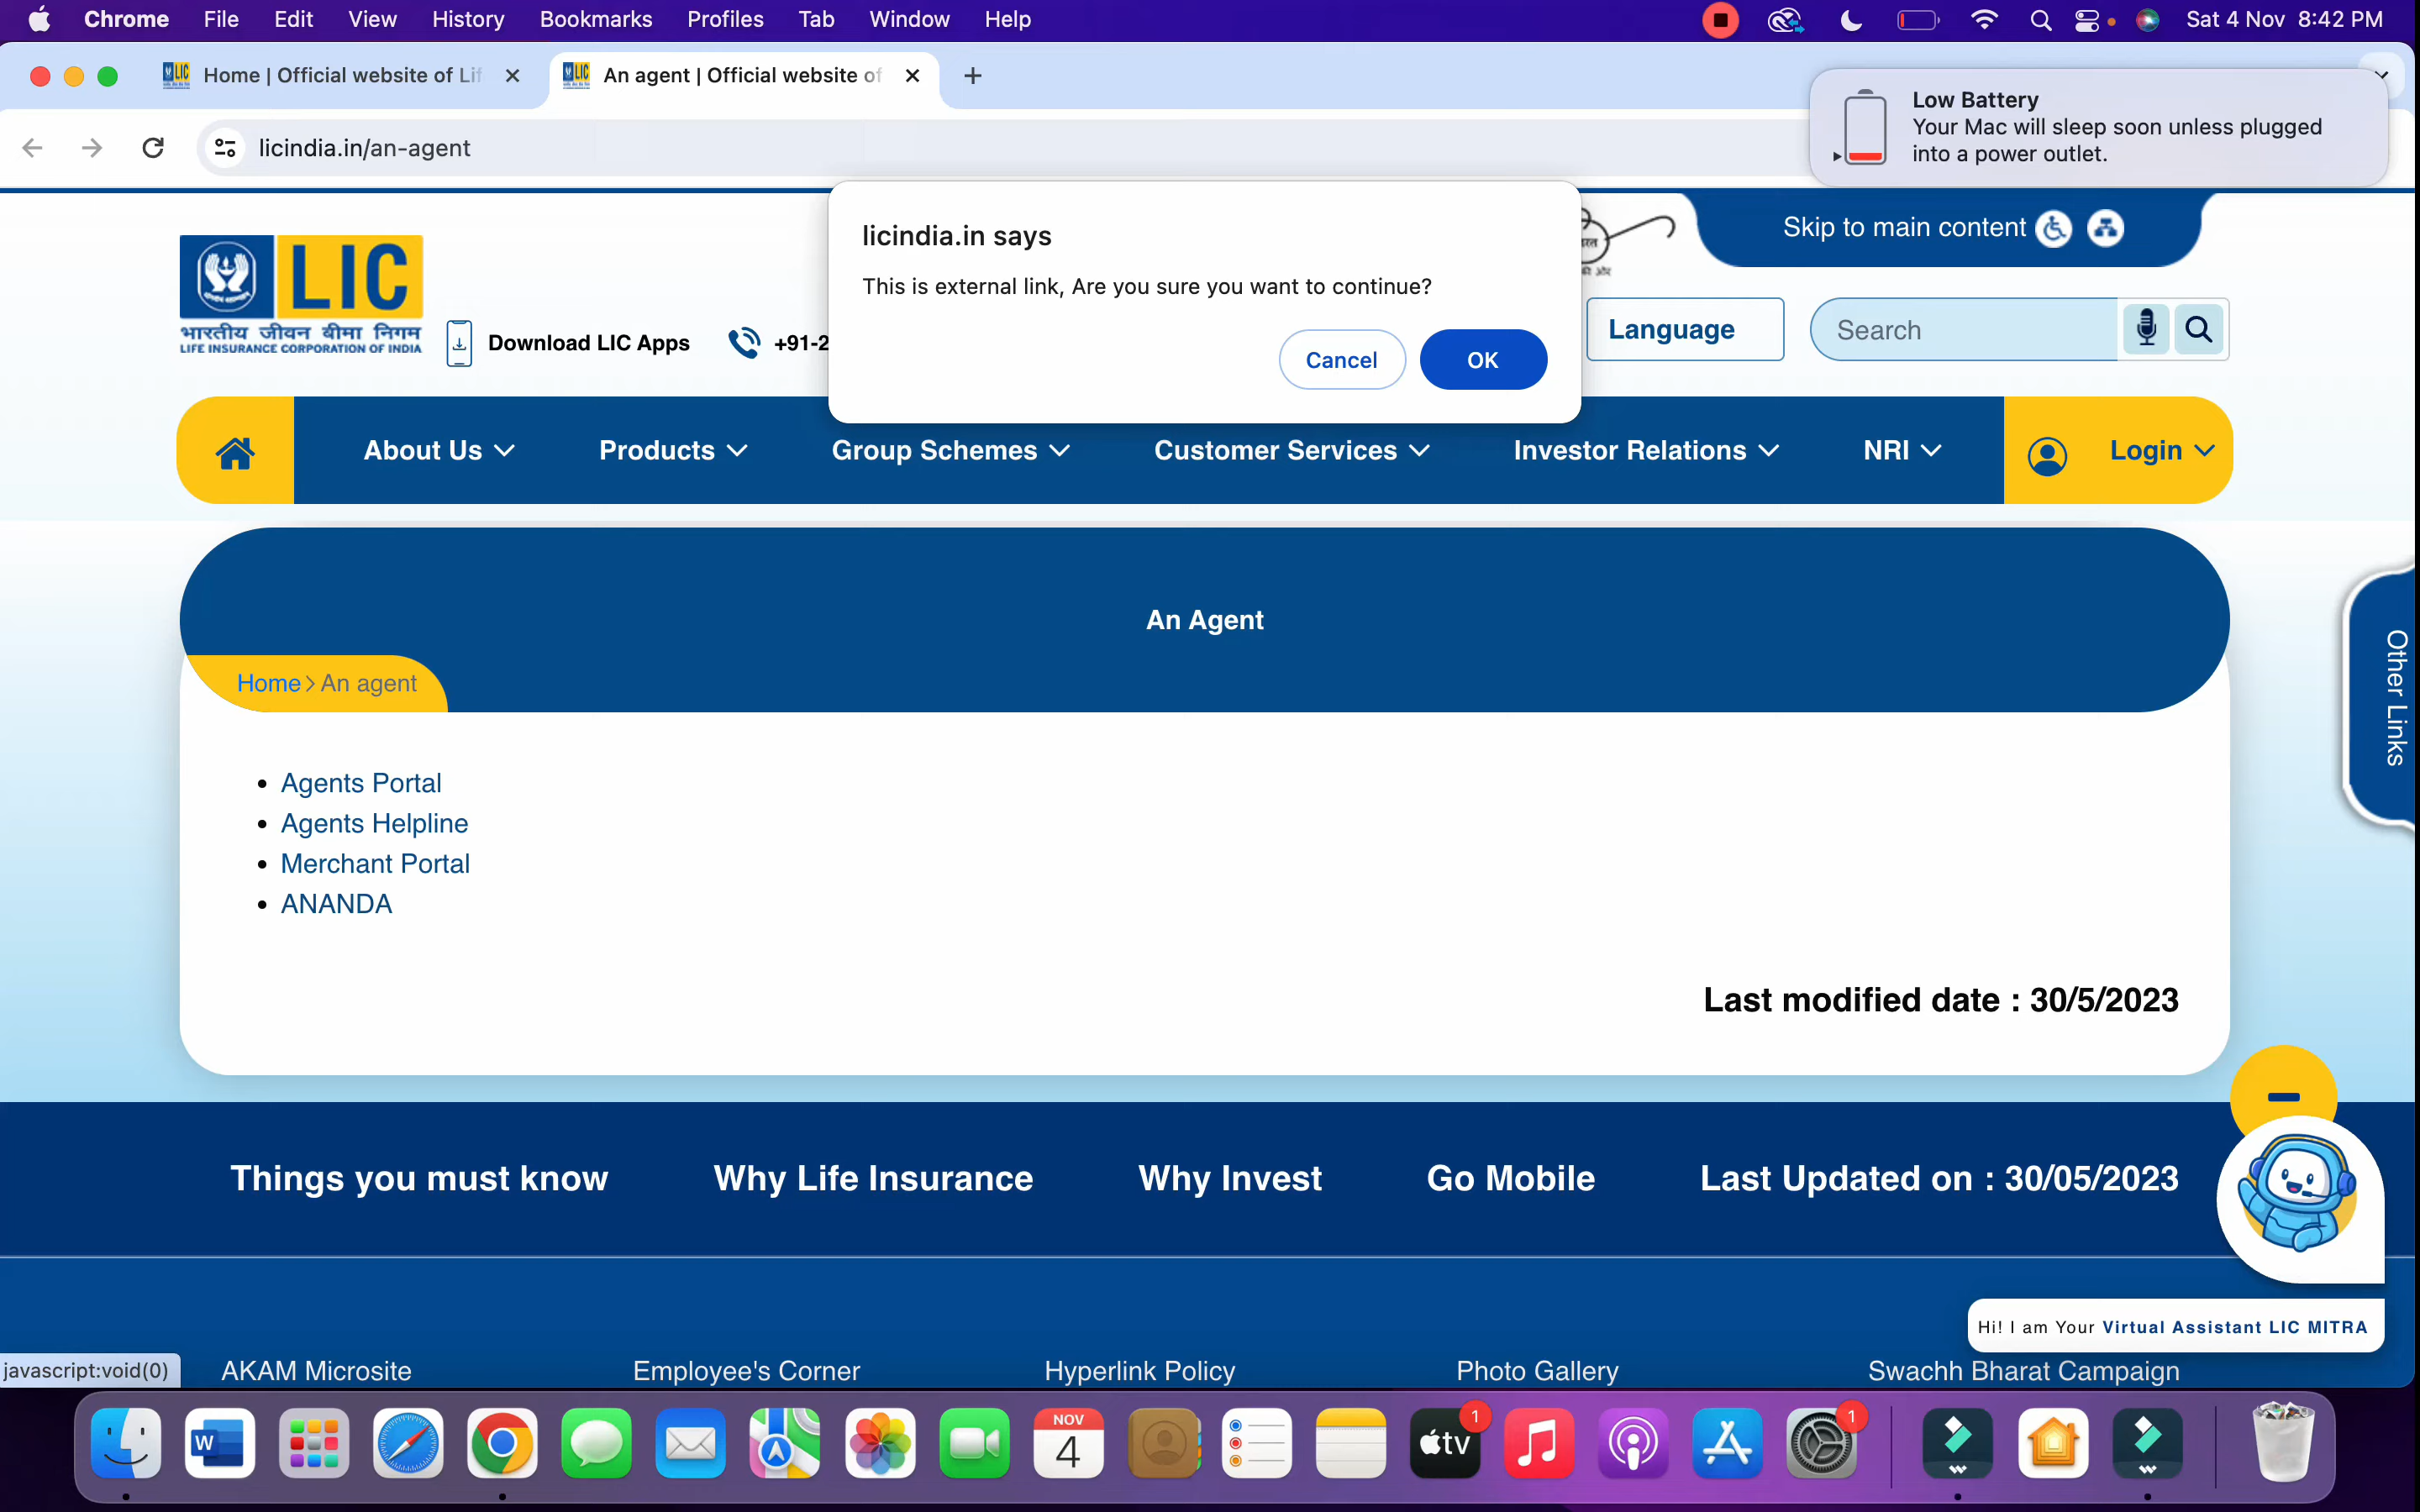 Chrome File Edit View History Bookmarks Profiles Tab Window Help Sat 4 Nov 8:42 PM
Home | Official website of Lif
An agent | Official website of
licindia.in/an-agent
Low Battery
Your Mac will sleep soon unless plugged
into a power outlet.
licindia.in says
This is external link, Are you sure you want to continue?
Cancel OK
Skip to main content
LIC
भारतीय जीवन बीमा निगम
LIFE INSURANCE CORPORATION OF INDIA
Download LIC Apps +91-2
Language Search
About Us Products Group Schemes Customer Services Investor Relations NRI Login
An Agent
Home > An agent
Other Links
• Agents Portal
• Agents Helpline
• Merchant Portal
• ANANDA
Last modified date : 30/5/2023
Things you must know Why Life Insurance Why Invest Go Mobile Last Updated on : 30/05/2023
Hi! I am Your Virtual Assistant LIC MITRA
javascript:void(0) AKAM Microsite Employee's Corner Hyperlink Policy Photo Gallery Swachh Bharat Campaign
W NOV 4 tv 1 1